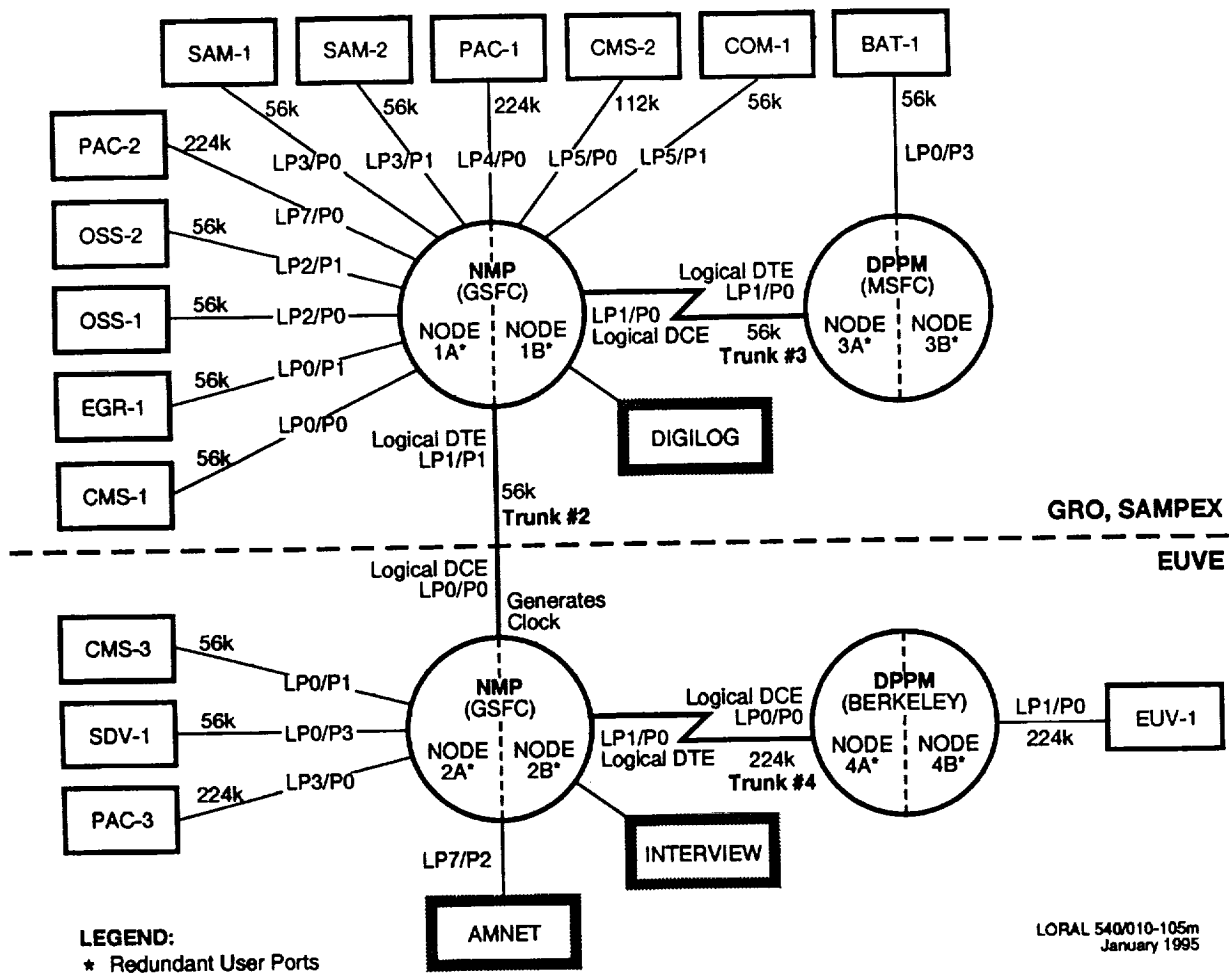 SAM-1
SAM-2
PAC-1
CMS-2
COM-1
BAT-1
56k
56k
224k
112k
56k
56k
PAC-2
224k
LP3/P0
LP3/P1
LP4/P0
LP5/P0
LP5/P1
LP0/P3
LP7/P0
OSS-2
56k
LP2/P1
OSS-1
56k
LP2/P0
EGR-1
56k
LP0/P1
CMS-1
56k
LP0/P0
NMP
(GSFC)
NODE
1A*
NODE
1B*
Logical DTE
LP1/P0
LP1/P0
Logical DCE
56k
Trunk #3
DPPM
(MSFC)
NODE
3A*
NODE
3B*
DIGILOG
Logical DTE
LP1/P1
56k
Trunk #2
GRO, SAMPEX
EUVE
Logical DCE
LP0/P0
Generates
Clock
CMS-3
56k
LP0/P1
SDV-1
56k
LP0/P3
PAC-3
224k
LP3/P0
NMP
(GSFC)
NODE
2A*
NODE
2B*
Logical DCE
LP0/P0
LP1/P0
Logical DTE
224k
Trunk #4
DPPM
(BERKELEY)
NODE
4A*
NODE
4B*
LP1/P0
224k
EUV-1
INTERVIEW
LP7/P2
AMNET
LEGEND:
* Redundant User Ports
LORAL 540/010-105m
January 1995